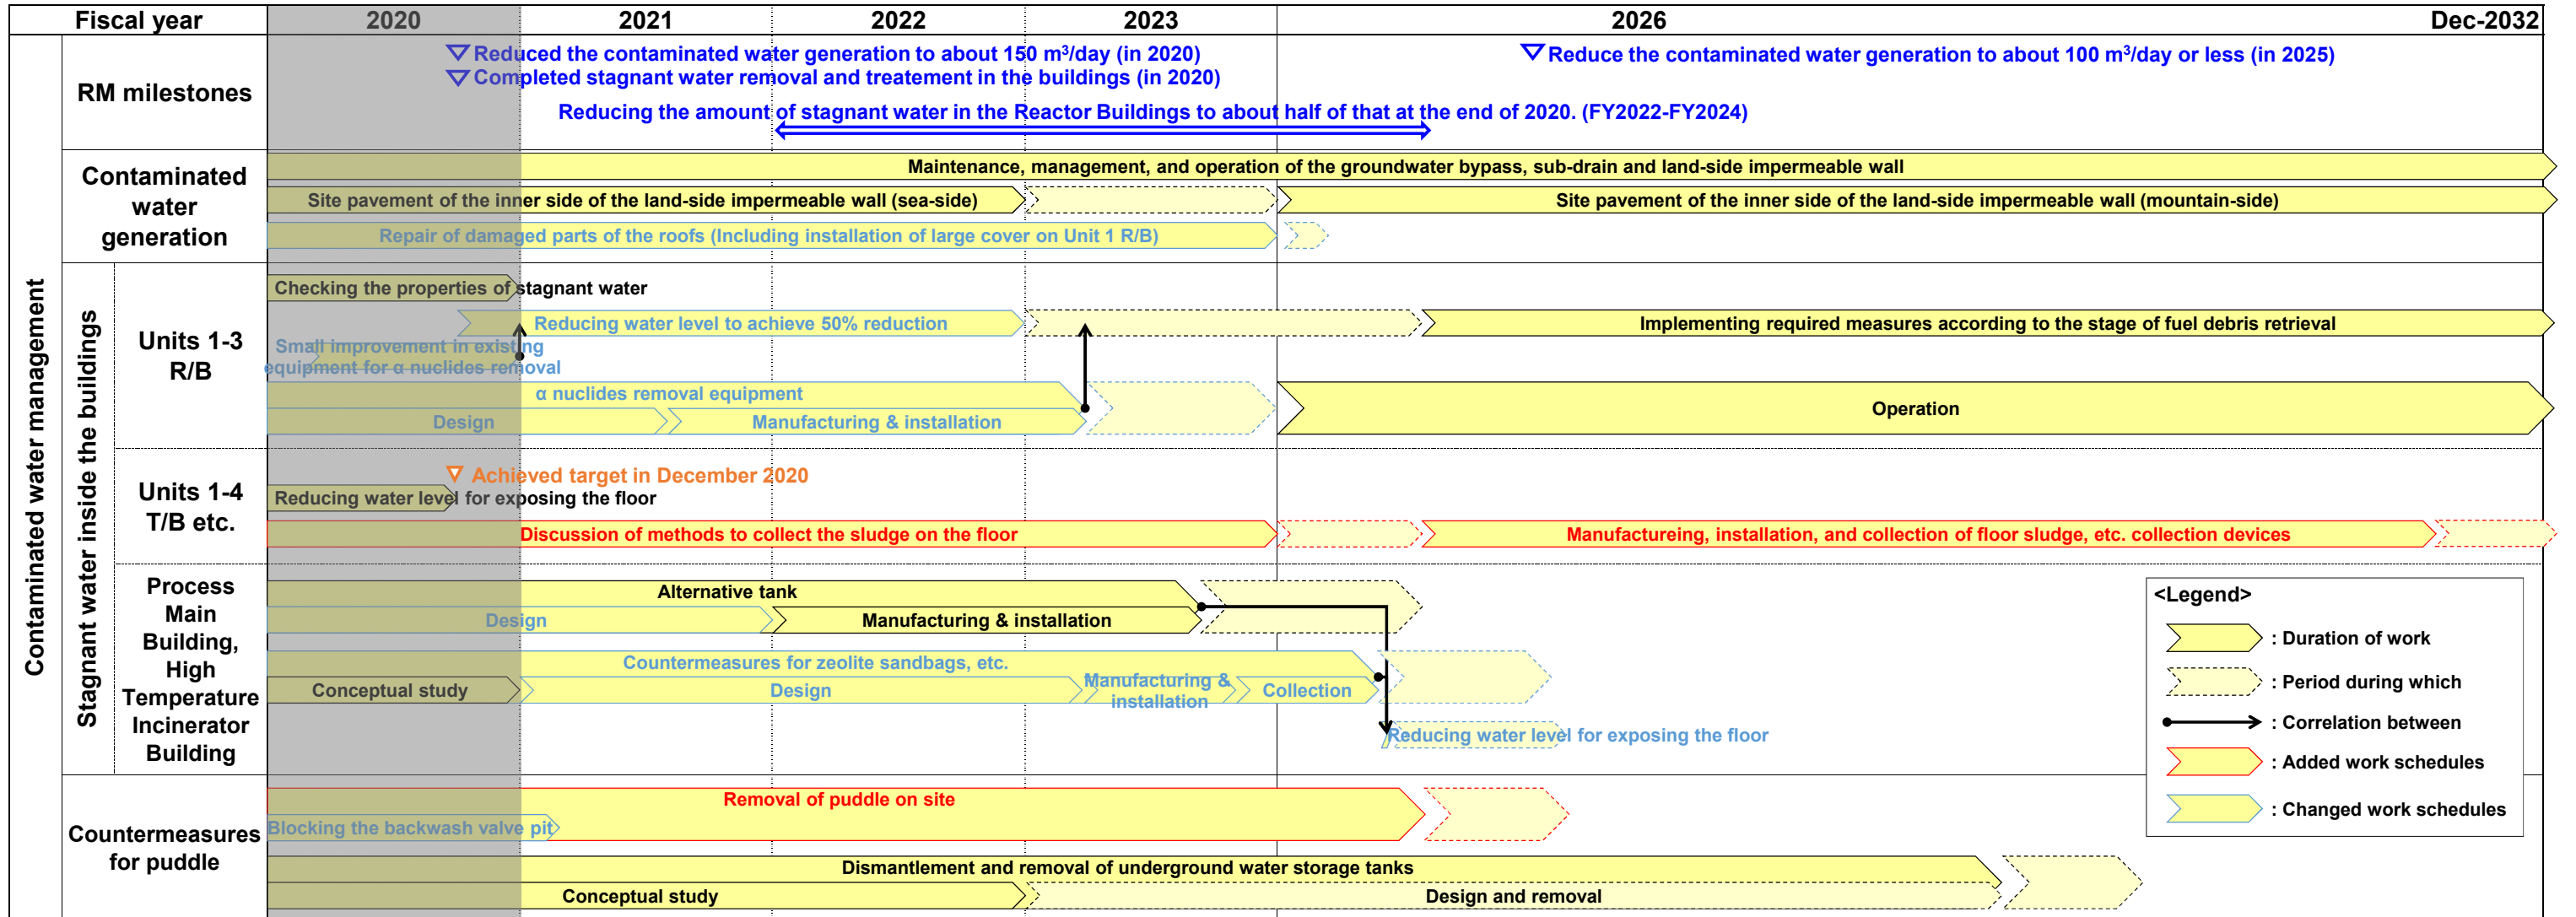 Fiscal year 2020 2021 2022 2023 2026 Dec-2032
Contaminated water management
RM milestones
Reduced the contaminated water generation to about 150 m³/day (in 2020)
Reduce the contaminated water generation to about 100 m³/day or less (in 2025)
Completed stagnant water removal and treatement in the buildings (in 2020)
Reducing the amount of stagnant water in the Reactor Buildings to about half of that at the end of 2020. (FY2022-FY2024)
Contaminated
water
generation
Maintenance, management, and operation of the groundwater bypass, sub-drain and land-side impermeable wall
Site pavement of the inner side of the land-side impermeable wall (sea-side)
Site pavement of the inner side of the land-side impermeable wall (mountain-side)
Repair of damaged parts of the roofs (Including installation of large cover on Unit 1 R/B)
Stagnant water inside the buildings
Units 1-3
R/B
Checking the properties of stagnant water
Reducing water level to achieve 50% reduction
Implementing required measures according to the stage of fuel debris retrieval
Small improvement in existing
equipment for α nuclides removal
α nuclides removal equipment
Design
Manufacturing & installation
Operation
Units 1-4
T/B etc.
Achieved target in December 2020
Reducing water level for exposing the floor
Discussion of methods to collect the sludge on the floor
Manufactureing, installation, and collection of floor sludge, etc. collection devices
Process
Main
Building,
High
Temperature
Incinerator
Building
Alternative tank
Design
Manufacturing & installation
Countermeasures for zeolite sandbags, etc.
Conceptual study
Design
Manufacturing &
installation
Collection
Reducing water level for exposing the floor
Countermeasures
for puddle
Removal of puddle on site
Blocking the backwash valve pit
Dismantlement and removal of underground water storage tanks
Conceptual study
Design and removal
<Legend>
: Duration of work
: Period during which
: Correlation between
: Added work schedules
: Changed work schedules